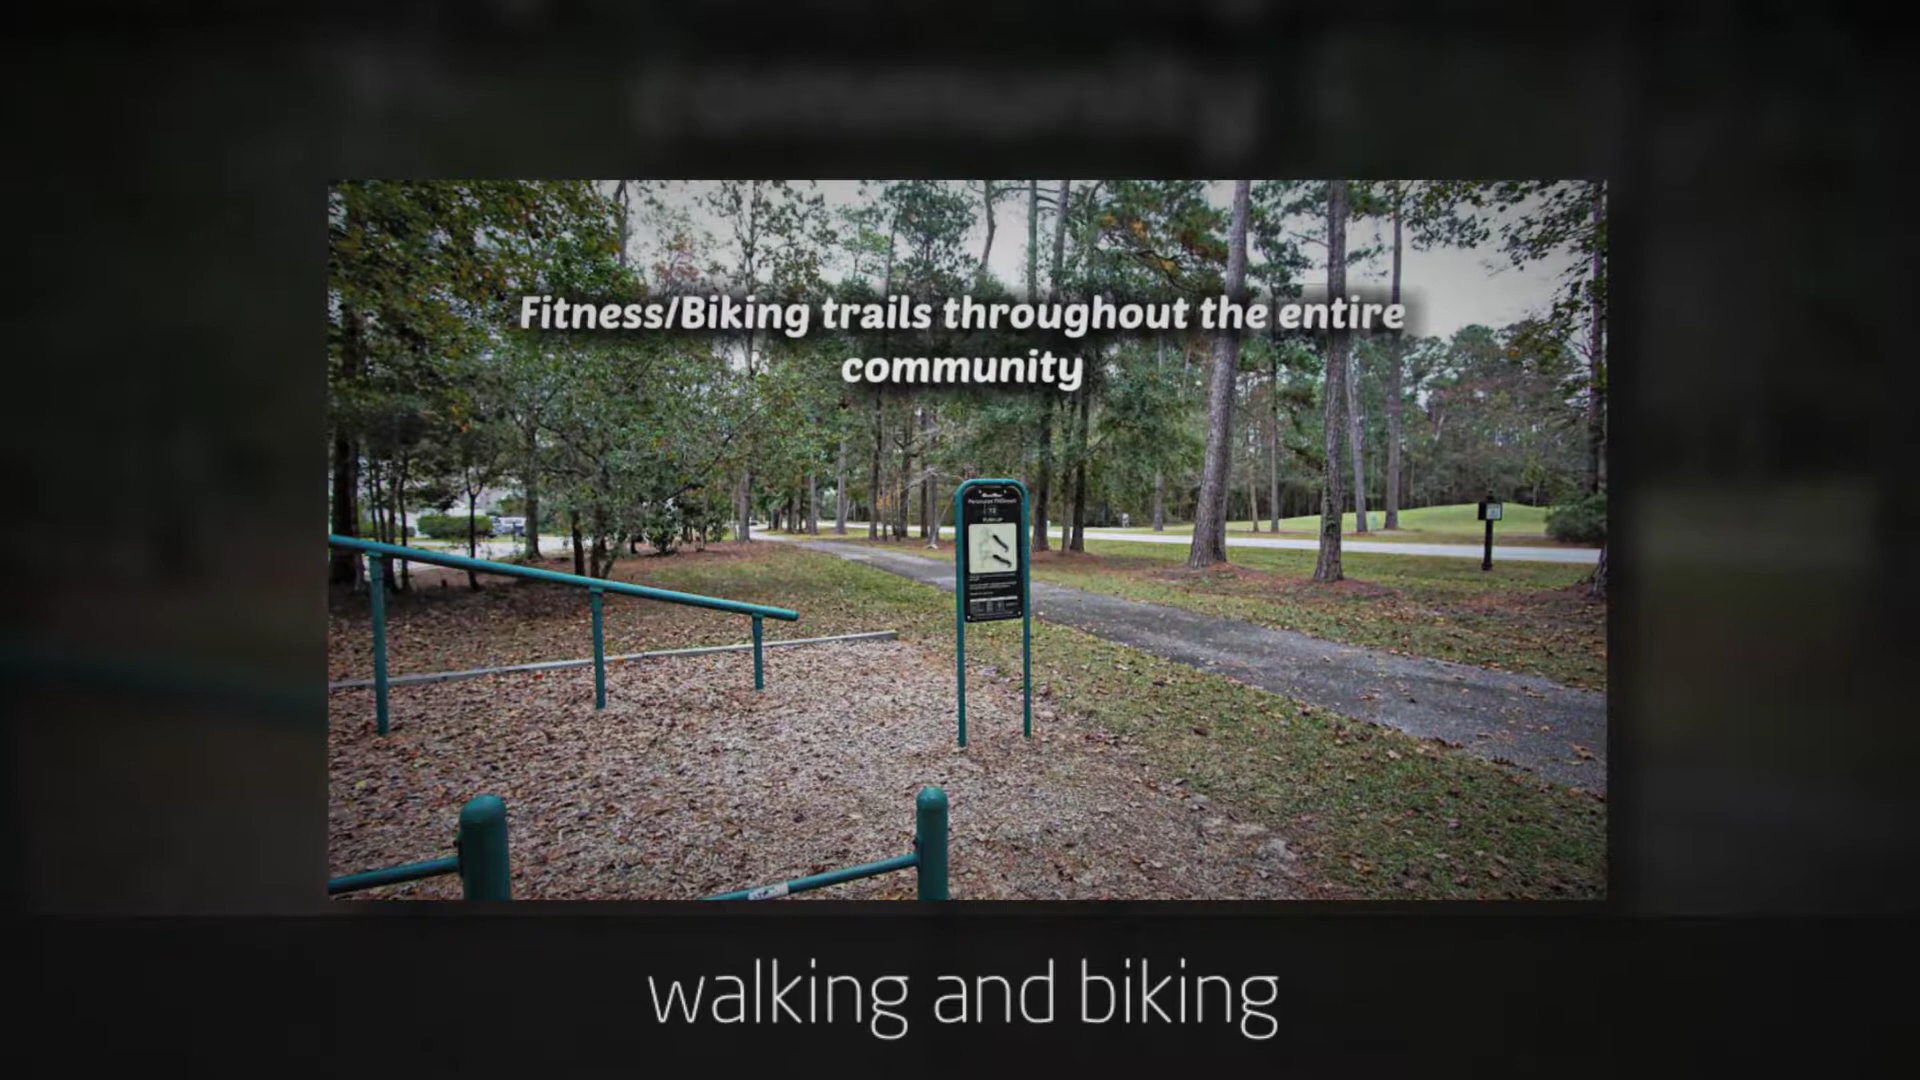 Fitness/Biking trails throughout the entire
community
walking and biking